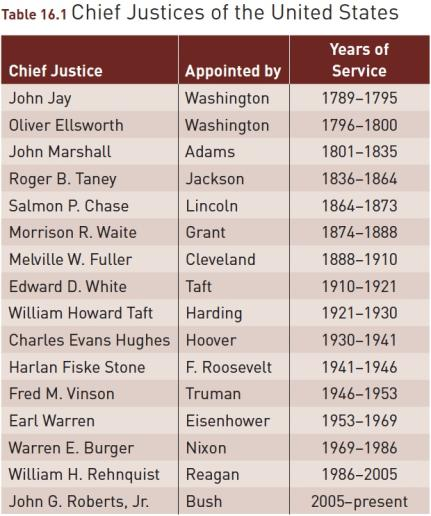 Table 16.1 Chief Justices of the United States
Chief Justice Appointed by Years of Service
John Jay Washington 1789–1795
Oliver Ellsworth Washington 1796–1800
John Marshall Adams 1801–1835
Roger B. Taney Jackson 1836–1864
Salmon P. Chase Lincoln 1864–1873
Morrison R. Waite Grant 1874–1888
Melville W. Fuller Cleveland 1888–1910
Edward D. White Taft 1910–1921
William Howard Taft Harding 1921–1930
Charles Evans Hughes Hoover 1930–1941
Harlan Fiske Stone F. Roosevelt 1941–1946
Fred M. Vinson Truman 1946–1953
Earl Warren Eisenhower 1953–1969
Warren E. Burger Nixon 1969–1986
William H. Rehnquist Reagan 1986–2005
John G. Roberts, Jr. Bush 2005–present